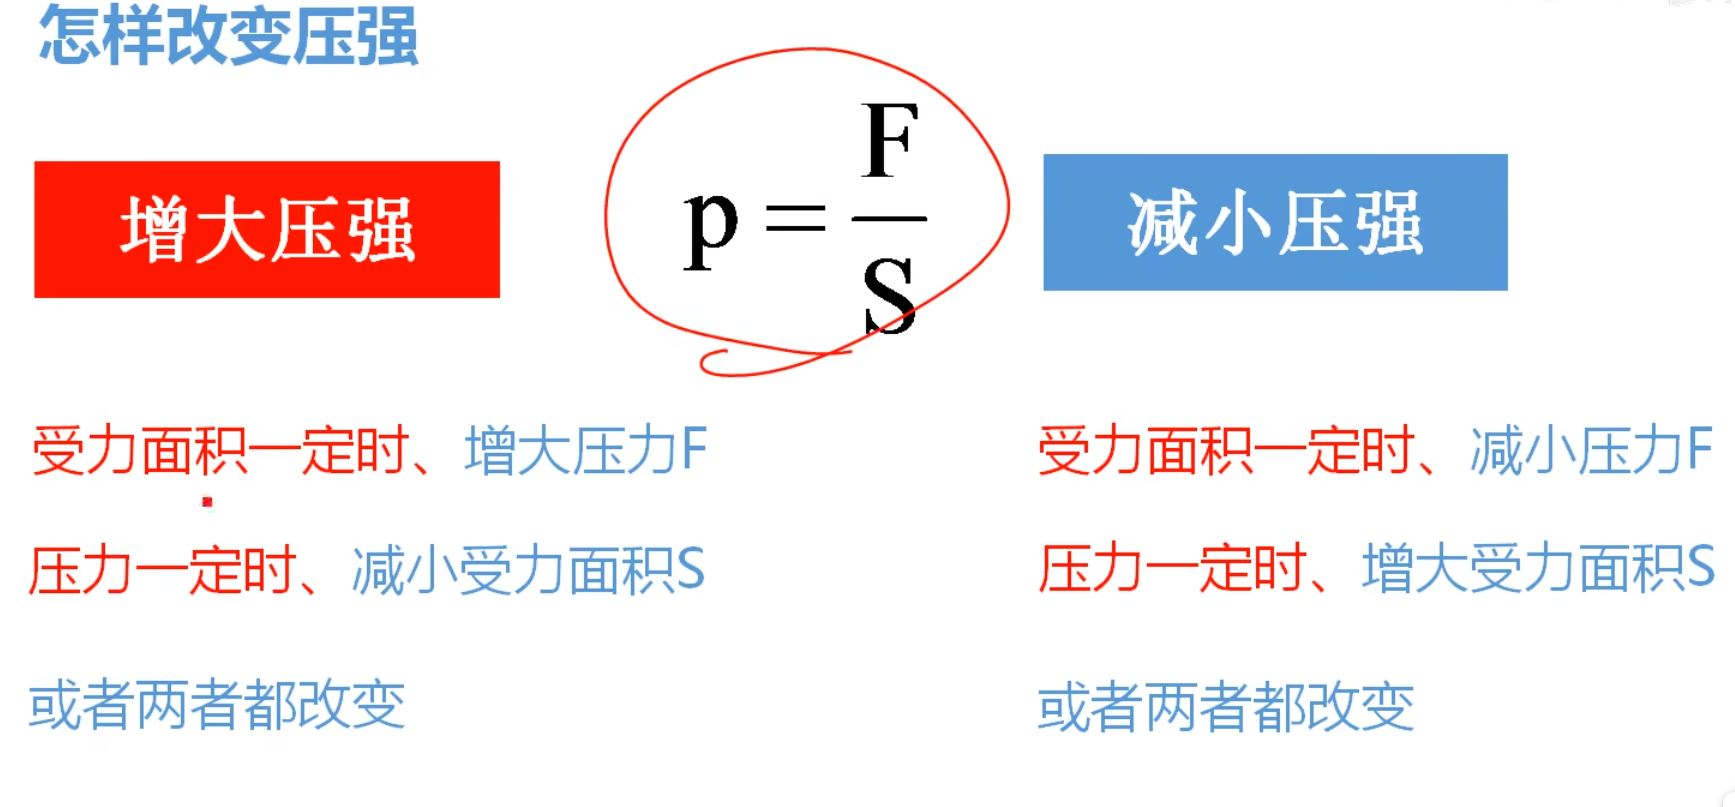 怎样改变压强
增大压强
p = F/S
减小压强
受力面积一定时、增大压力F
压力一定时、减小受力面积S
或者两者都改变
受力面积一定时、减小压力F
压力一定时、增大受力面积S
或者两者都改变